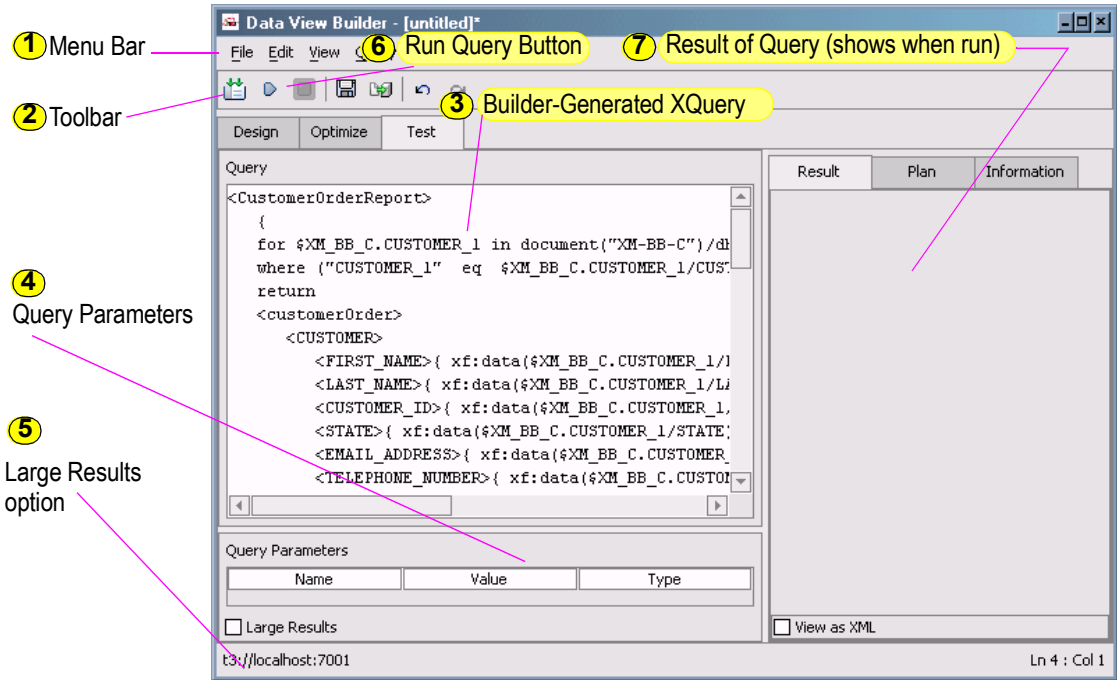 Data View Builder - [untitled]*
1 Menu Bar
File Edit View
6 Run Query Button
7 Result of Query (shows when run)
2 Toolbar
3 Builder-Generated XQuery
Design Optimize Test
Query
Result Plan Information
<CustomerOrderReport>
{
for $XM_BB_C.CUSTOMER_1 in document("XM-BB-C")/db
where ("CUSTOMER_1" eq $XM_BB_C.CUSTOMER_1/CUST
return
<customerOrder>
<CUSTOMER>
<FIRST_NAME>{ xf:data($XM_BB_C.CUSTOMER_1/
<LAST_NAME>{ xf:data($XM_BB_C.CUSTOMER_1/LA
<CUSTOMER_ID>{ xf:data($XM_BB_C.CUSTOMER_1/
<STATE>{ xf:data($XM_BB_C.CUSTOMER_1/STATE)
<EMAIL_ADDRESS>{ xf:data($XM_BB_C.CUSTOMER_
<TELEPHONE_NUMBER>{ xf:data($XM_BB_C.CUSTOM
4
Query Parameters
5
Large Results
option
Query Parameters
Name Value Type
Large Results
View as XML
t3://localhost:7001
Ln 4 : Col 1